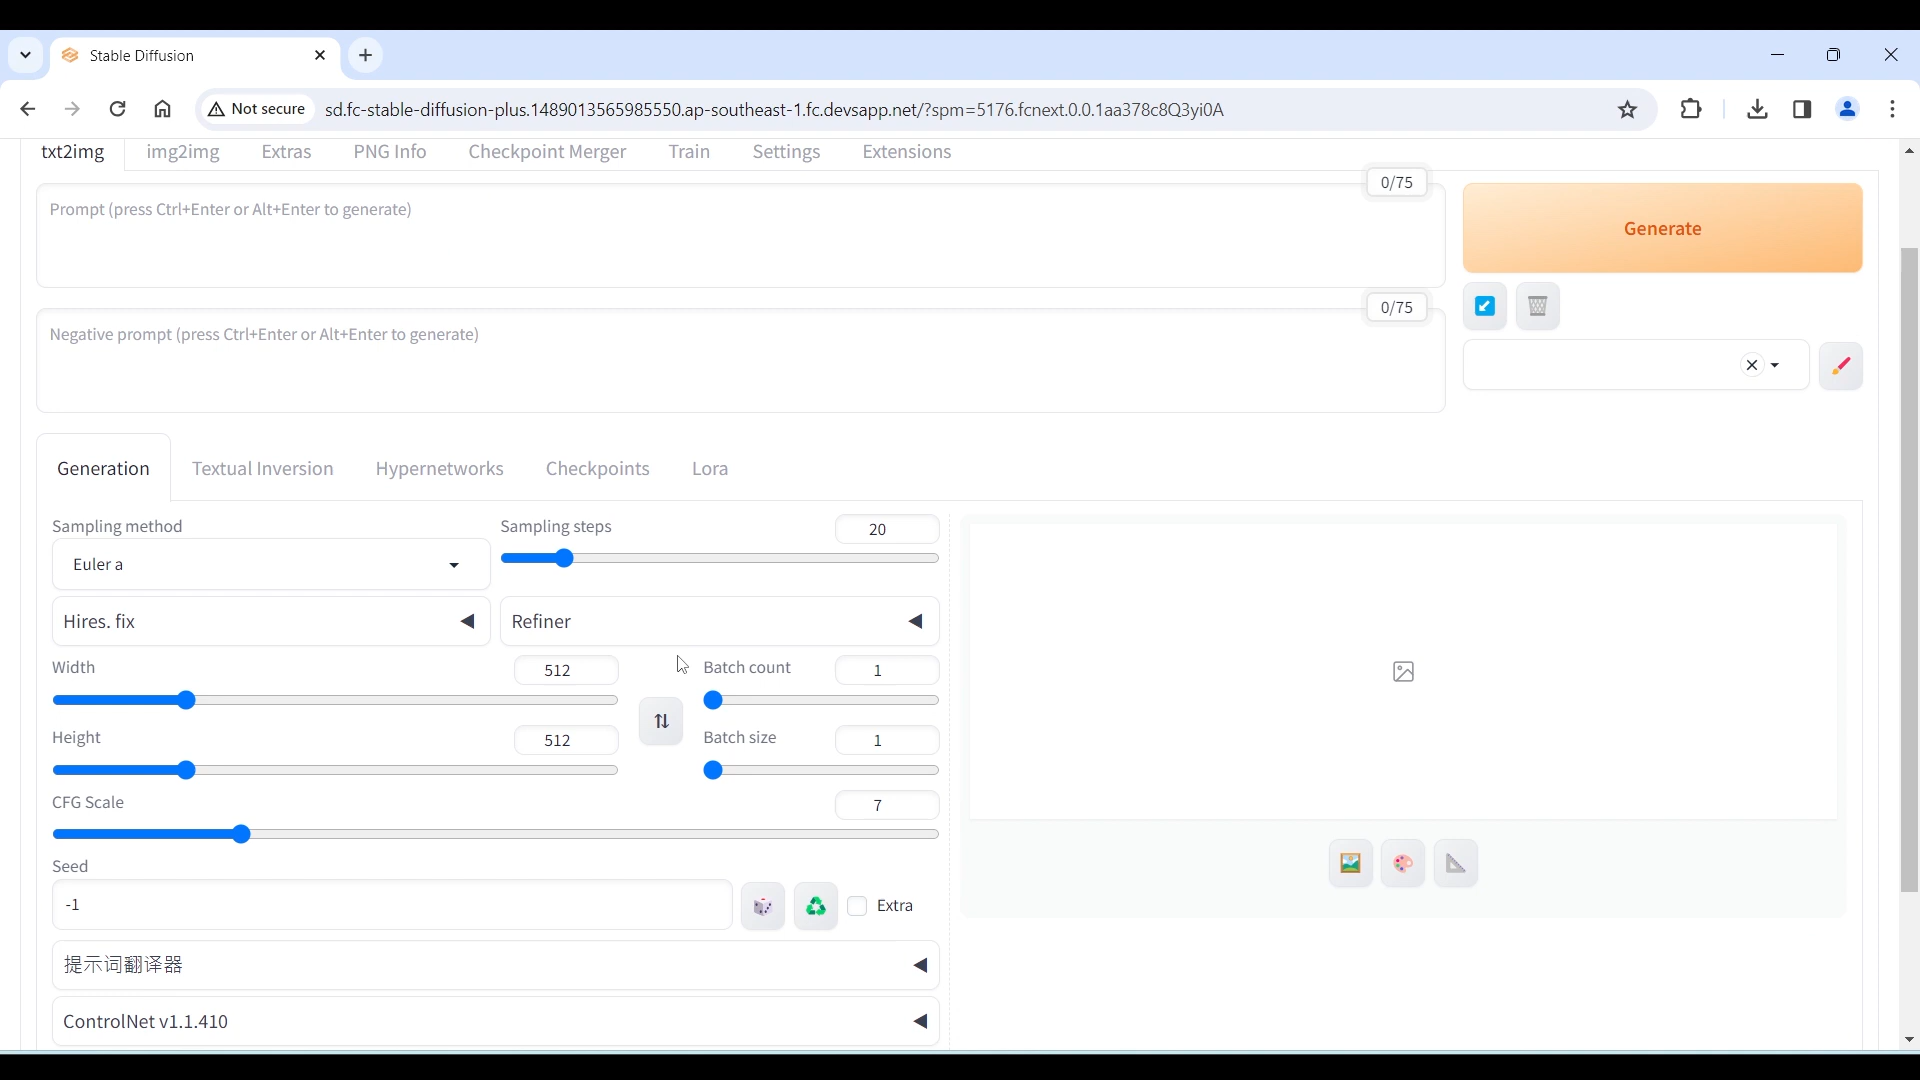 Stable Diffusion
Not secure sd.fc-stable-diffusion-plus.1489013565985550.ap-southeast-1.fc.devsapp.net/?spm=5176.fcnext.0.0.1aa378c8Q3yi0A
txt2img img2img Extras PNG Info Checkpoint Merger Train Settings Extensions
0/75
Prompt (press Ctrl+Enter or Alt+Enter to generate)
Generate
0/75
Negative prompt (press Ctrl+Enter or Alt+Enter to generate)
Generation Textual Inversion Hypernetworks Checkpoints Lora
Sampling method Sampling steps 20
Euler a
Hires. fix Refiner
Width 512 Batch count 1
Height 512 Batch size 1
CFG Scale 7
Seed
-1 Extra
提示词翻译器
ControlNet v1.1.410